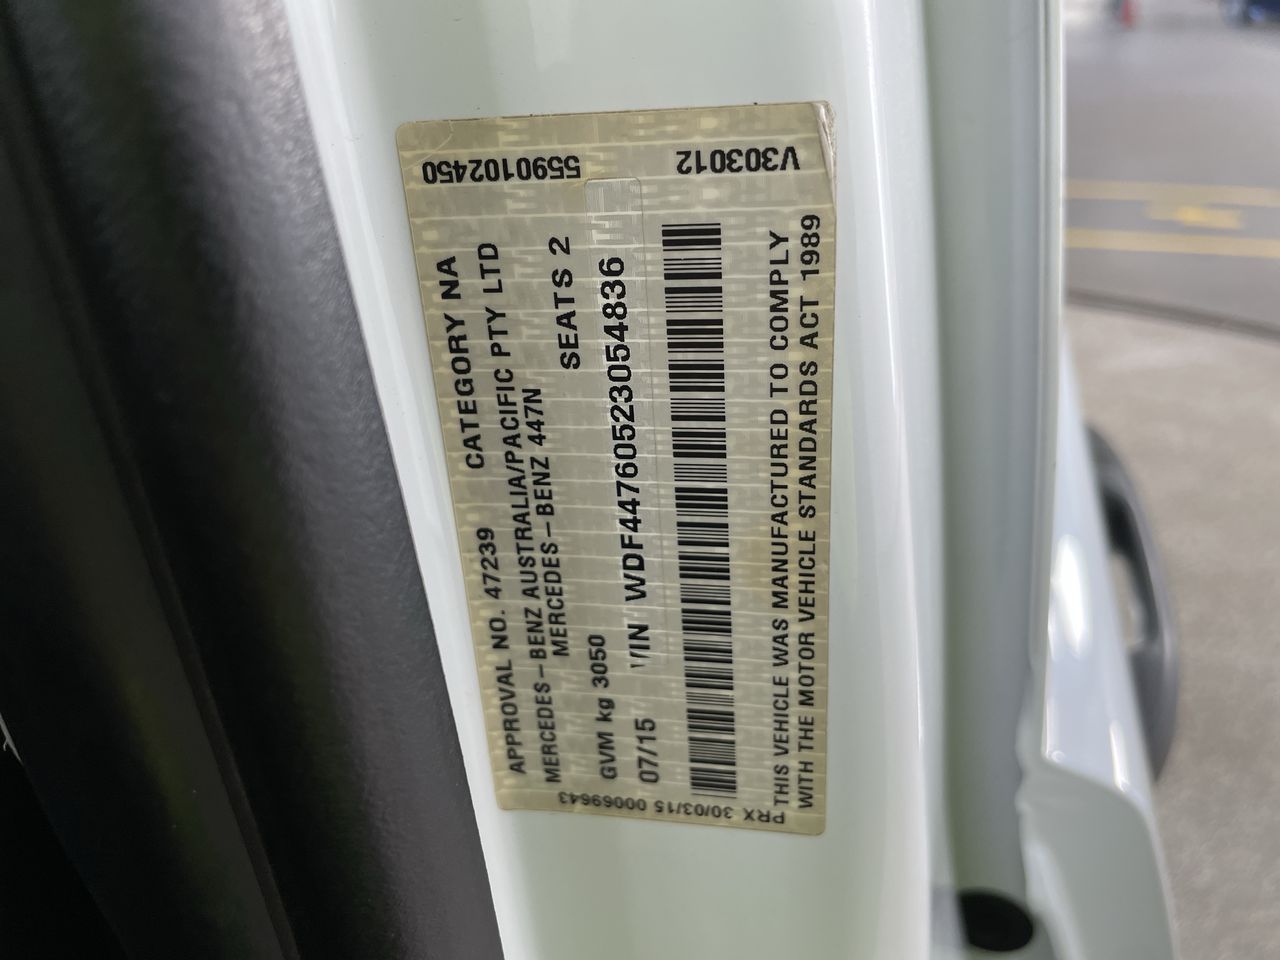 APPROVAL NO. 47239 CATEGORY NA
MERCEDES-BENZ AUSTRALIA/PACIFIC PTY LTD
MERCEDES-BENZ 447N
GVM kg 3050 SEATS 2
07/15 VIN WDF44760523054836
THIS VEHICLE WAS MANUFACTURED TO COMPLY
WITH THE MOTOR VEHICLE STANDARDS ACT 1989
5590102450 V303012
PRX 30/03/15 00069643